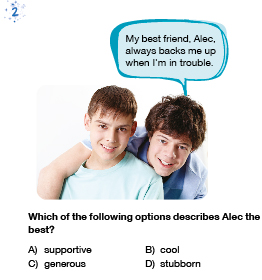 2
My best friend, Alec,
always backs me up
when I'm in trouble.
Which of the following options describes Alec the
best?
A) supportive B) cool
C) generous D) stubborn